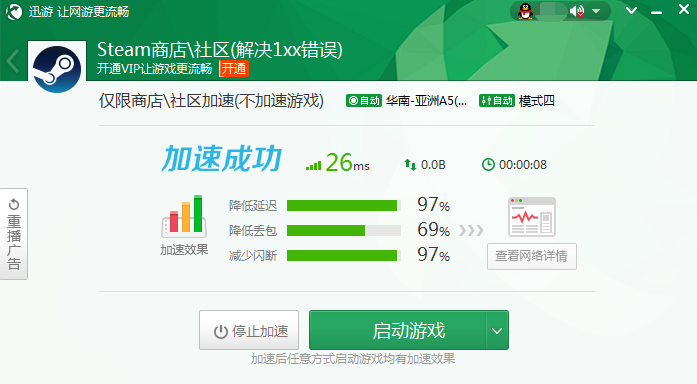 迅游 让网游更流畅
Steam商店\社区(解决1xx错误)
开通VIP让游戏更流畅 开通
仅限商店\社区加速(不加速游戏) 自动 华南-亚洲A5(... 自动 模式四
加速成功 26ms 0.0B 00:00:08
降低延迟 97%
降低丢包 69%
减少闪断 97%
加速效果
查看网络详情
重播广告
停止加速 启动游戏
加速后任意方式启动游戏均有加速效果